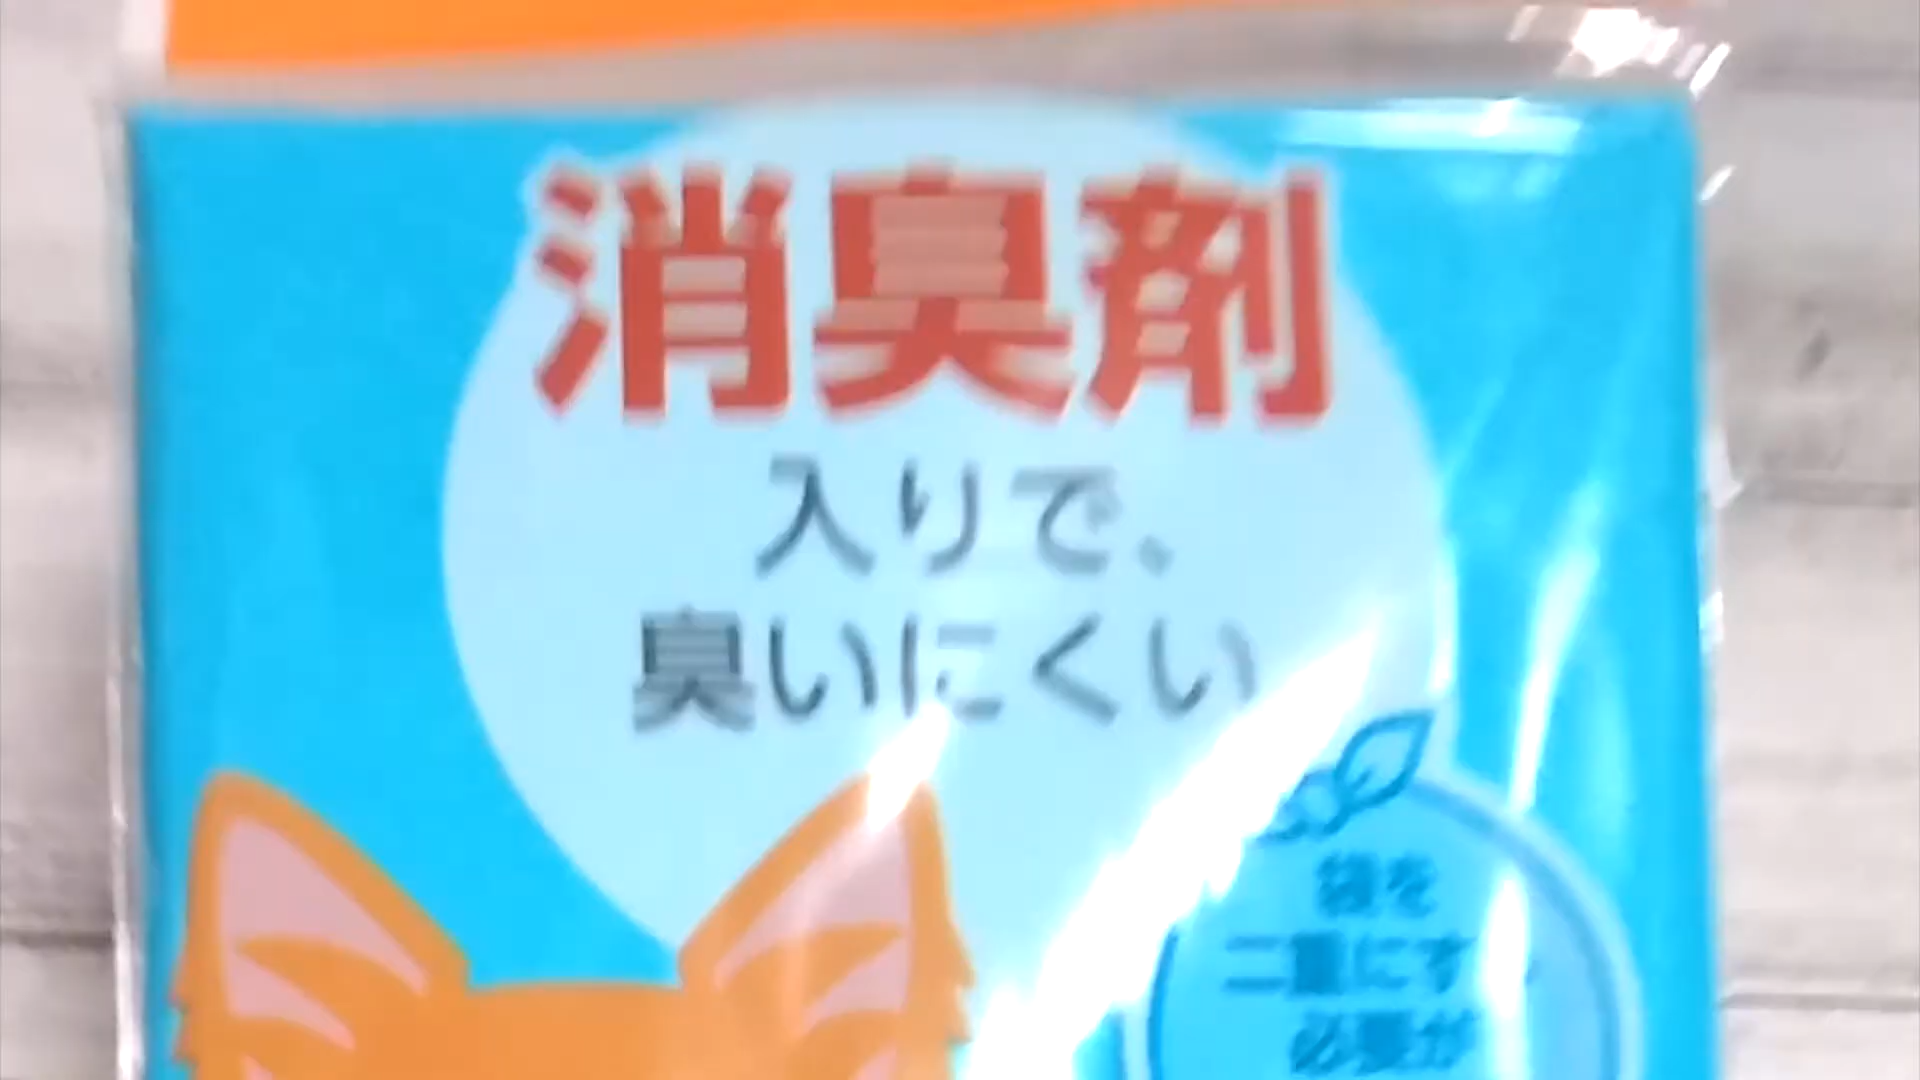 消臭剤
入りで、
臭いにくい
袋を
二重にす
必要が